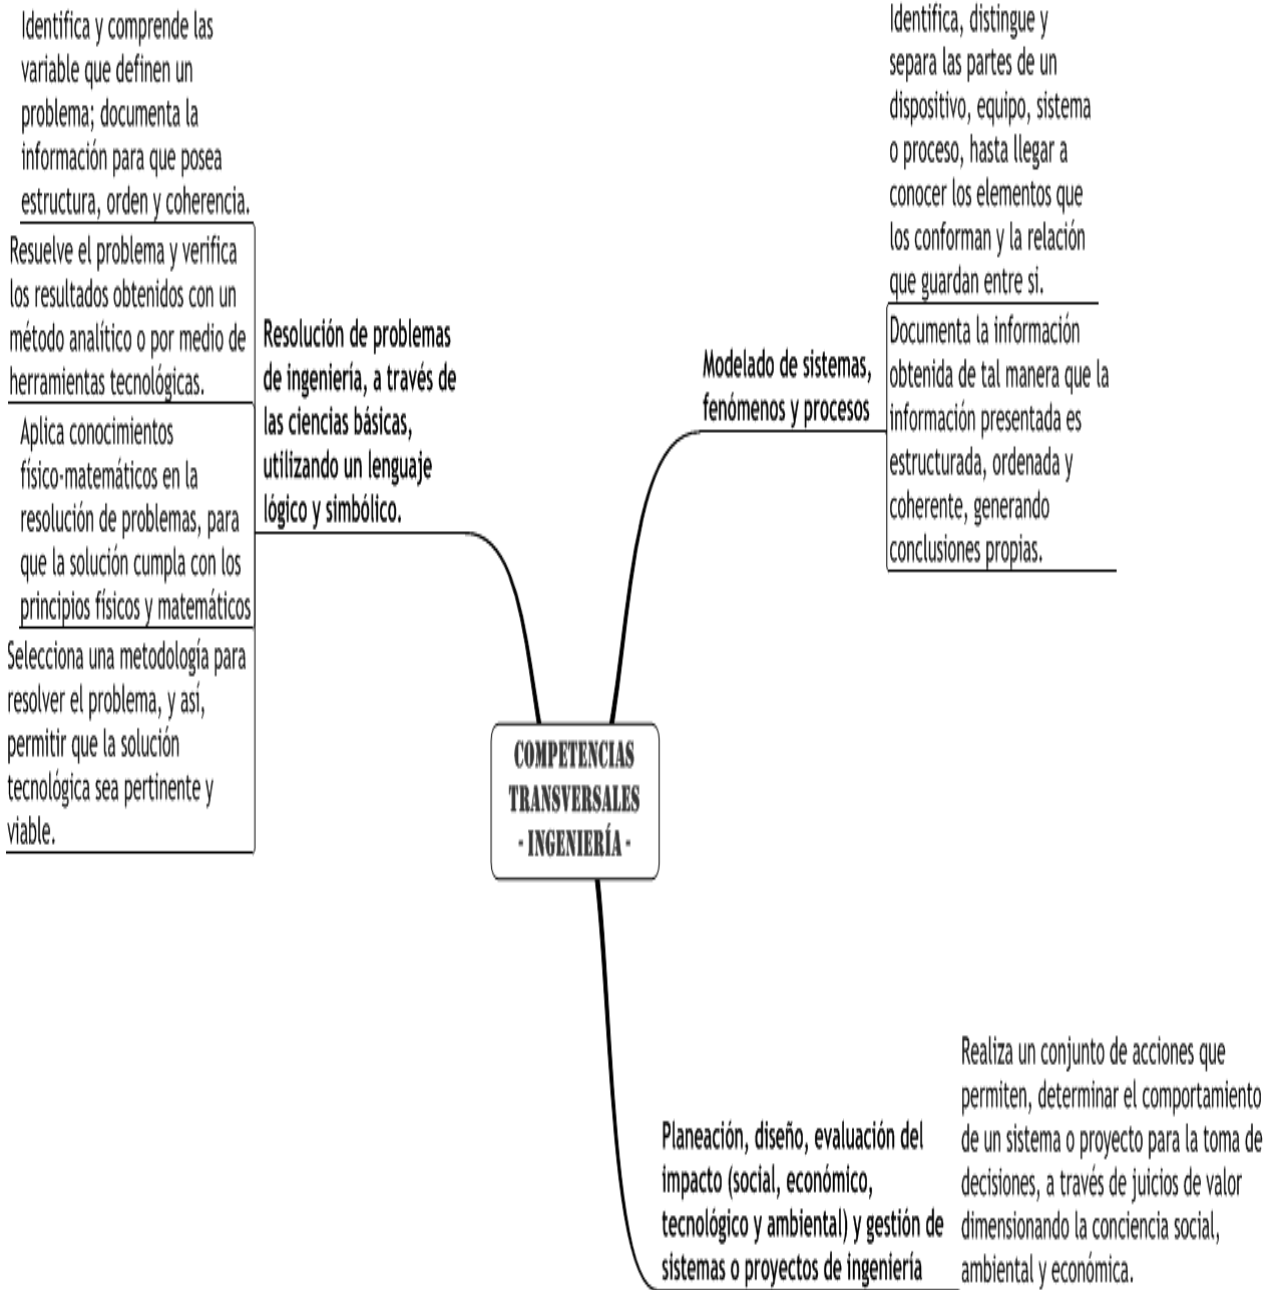 Identifica y comprende las
variable que definen un
problema; documenta la
información para que posea
estructura, orden y coherencia.
Resuelve el problema y verifica
los resultados obtenidos con un
método analítico o por medio de
herramientas tecnológicas.
Aplica conocimientos
físico-matemáticos en la
resolución de problemas, para
que la solución cumpla con los
principios físicos y matemáticos
Selecciona una metodología para
resolver el problema, y así,
permitir que la solución
tecnológica sea pertinente y
viable.
Resolución de problemas
de ingeniería, a través de
las ciencias básicas,
utilizando un lenguaje
lógico y simbólico.
Modelado de sistemas,
fenómenos y procesos
Identifica, distingue y
separa las partes de un
dispositivo, equipo, sistema
o proceso, hasta llegar a
conocer los elementos que
los conforman y la relación
que guardan entre si.
Documenta la información
obtenida de tal manera que la
información presentada es
estructurada, ordenada y
coherente, generando
conclusiones propias.
COMPETENCIAS
TRANSVERSALES
- INGENIERÍA -
Planeación, diseño, evaluación del
impacto (social, económico,
tecnológico y ambiental) y gestión de
sistemas o proyectos de ingeniería
Realiza un conjunto de acciones que
permiten, determinar el comportamiento
de un sistema o proyecto para la toma de
decisiones, a través de juicios de valor
dimensionando la conciencia social,
ambiental y económica.